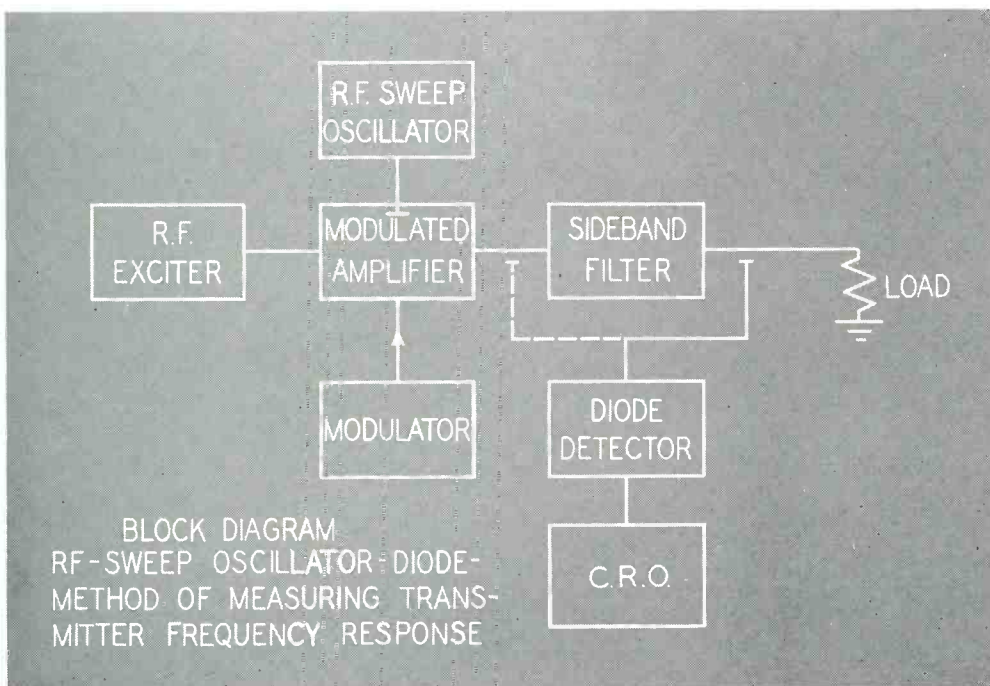 R.F. SWEEP
OSCILLATOR
R.F.
EXCITER
MODULATED
AMPLIFIER
SIDEBAND
FILTER
LOAD
MODULATOR
DIODE
DETECTOR
C.R.O.
BLOCK DIAGRAM
RF-SWEEP OSCILLATOR-DIODE-
METHOD OF MEASURING TRANS-
MITTER FREQUENCY RESPONSE